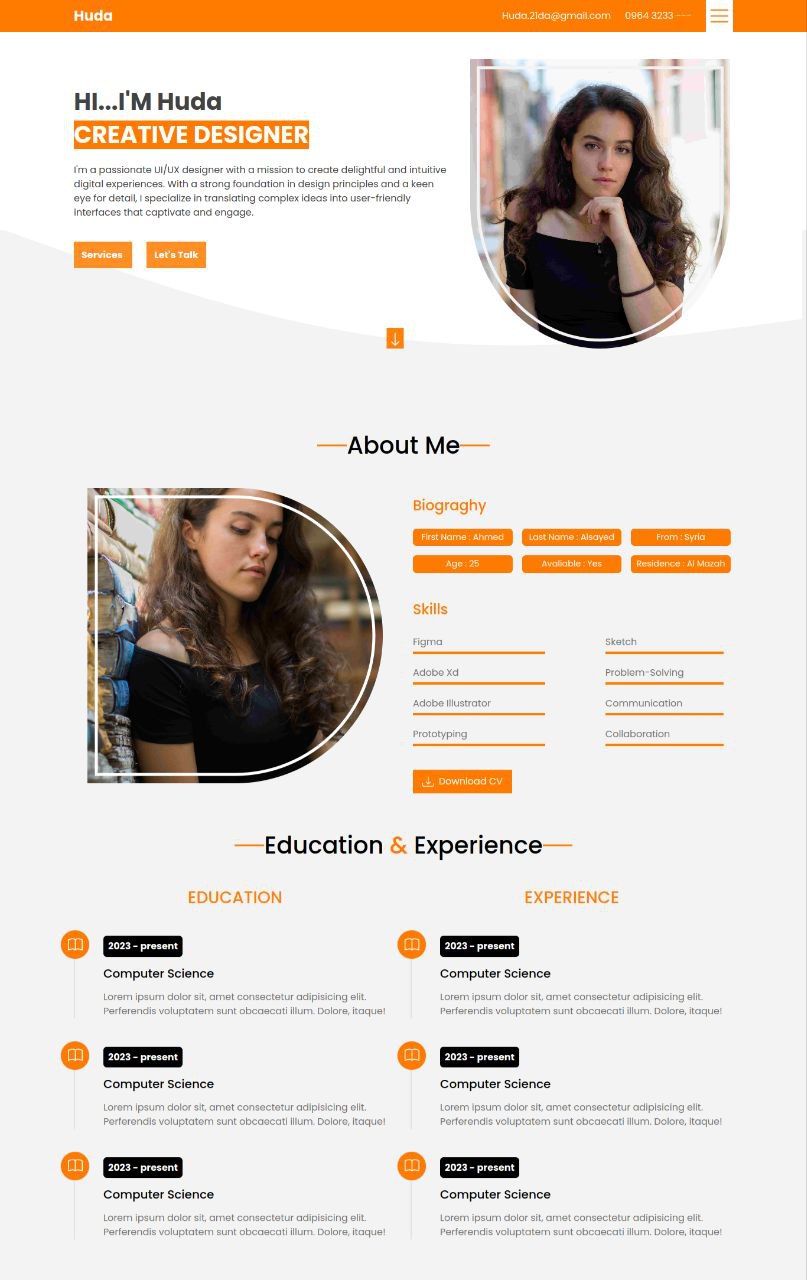 Huda
Huda.21da@gmail.com 0964 3233 ---
HI...I'M Huda
CREATIVE DESIGNER
I'm a passionate UI/UX designer with a mission to create delightful and intuitive
digital experiences. With a strong foundation in design principles and a keen
eye for detail, I specialize in translating complex ideas into user-friendly
interfaces that captivate and engage.
Services Let's Talk
About Me
Biograghy
First Name : Ahmed Last Name : Alsayed From : Syria
Age : 25 Avaliable : Yes Residence : Al Mazah
Skills
Figma Sketch
Adobe Xd Problem-Solving
Adobe Illustrator Communication
Prototyping Collaboration
Download CV
Education & Experience
EDUCATION
2023 - present
Computer Science
Lorem ipsum dolor sit, amet consectetur adipisicing elit.
Perferendis voluptatem sunt obcaecati illum. Dolore, itaque!
2023 - present
Computer Science
Lorem ipsum dolor sit, amet consectetur adipisicing elit.
Perferendis voluptatem sunt obcaecati illum. Dolore, itaque!
2023 - present
Computer Science
Lorem ipsum dolor sit, amet consectetur adipisicing elit.
Perferendis voluptatem sunt obcaecati illum. Dolore, itaque!
EXPERIENCE
2023 - present
Computer Science
Lorem ipsum dolor sit, amet consectetur adipisicing elit.
Perferendis voluptatem sunt obcaecati illum. Dolore, itaque!
2023 - present
Computer Science
Lorem ipsum dolor sit, amet consectetur adipisicing elit.
Perferendis voluptatem sunt obcaecati illum. Dolore, itaque!
2023 - present
Computer Science
Lorem ipsum dolor sit, amet consectetur adipisicing elit.
Perferendis voluptatem sunt obcaecati illum. Dolore, itaque!